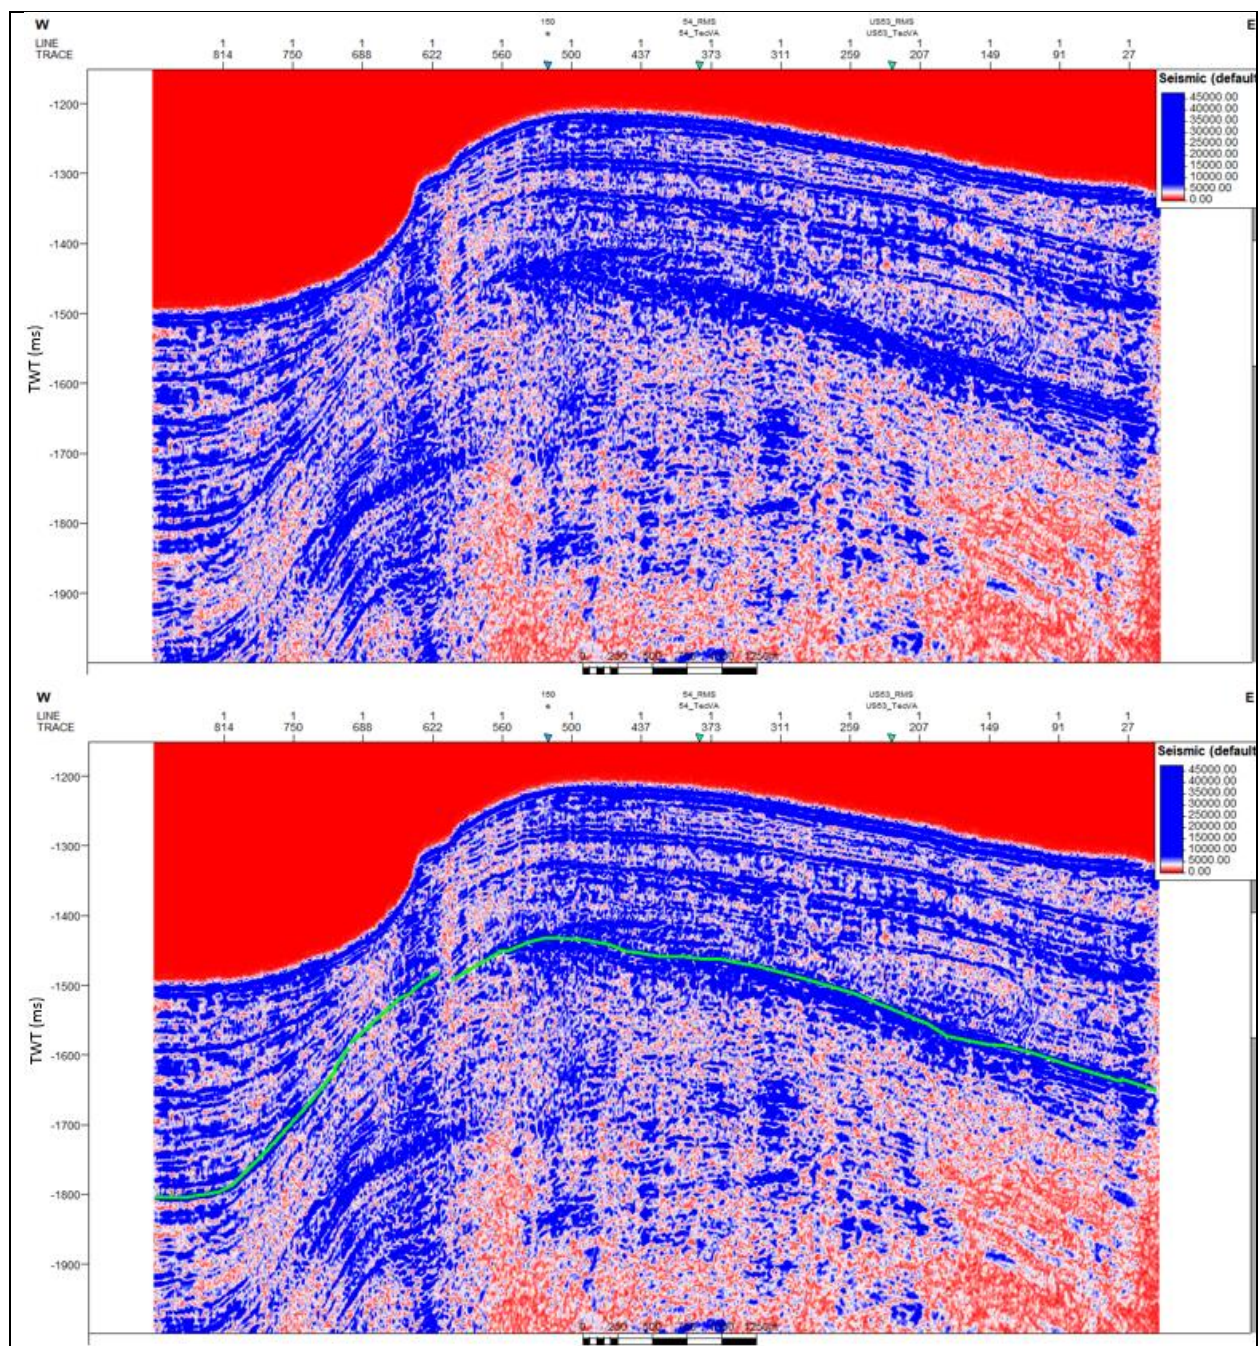 W E
150 54_RMS US63_RMS
e 54_TecVA US63_TecVA
LINE 1 1 1 1 1 1 1 1 1 1 1 1 1 1
TRACE 814 750 688 622 560 500 437 373 311 259 207 149 91 27
Seismic (default
45000.00
40000.00
35000.00
30000.00
25000.00
20000.00
15000.00
10000.00
5000.00
0.00
-1200
-1300
-1400
-1500
-1600
-1700
-1800
-1900
TWT (ms)
0 250 500
W E
150 54_RMS US63_RMS
e 54_TecVA US63_TecVA
LINE 1 1 1 1 1 1 1 1 1 1 1 1 1 1
TRACE 814 750 688 622 560 500 437 373 311 259 207 149 91 27
Seismic (default
45000.00
40000.00
35000.00
30000.00
25000.00
20000.00
15000.00
10000.00
5000.00
0.00
-1200
-1300
-1400
-1500
-1600
-1700
-1800
-1900
TWT (ms)
0 250 500